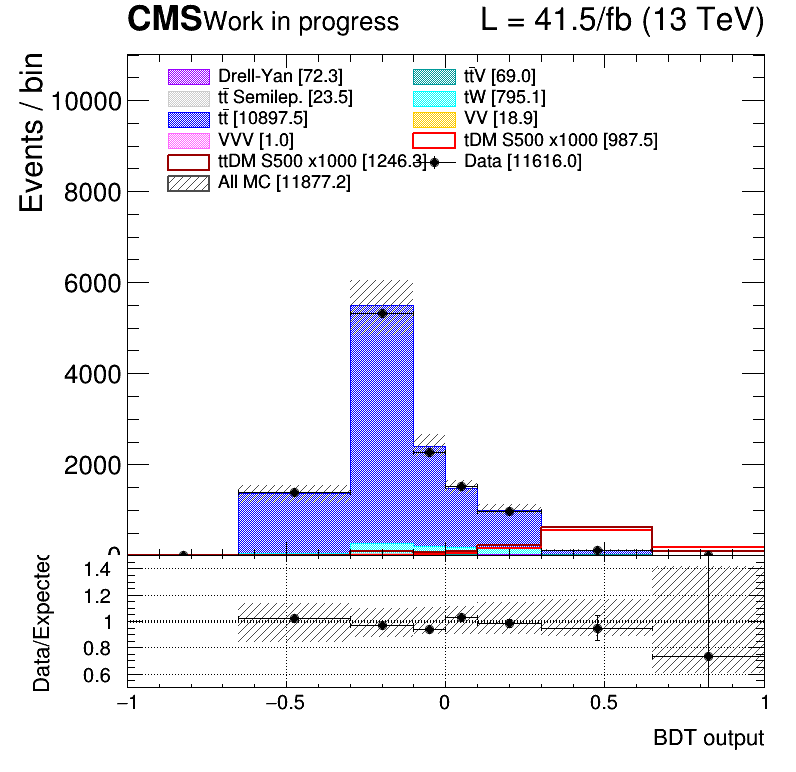 CMS Work in progress L = 41.5/fb (13 TeV)
Events / bin
Drell-Yan [72.3] tt̄V [69.0]
tt̄ Semilep. [23.5] tW [795.1]
tt̄ [10897.5] VV [18.9]
VVV [1.0] tDM S500 x1000 [987.5]
ttDM S500 x1000 [1246.3] Data [11616.0]
All MC [11877.2]
10000
8000
6000
4000
2000
0
Data/Expected
1.4
1.2
1
0.8
0.6
−1 −0.5 0 0.5 1
BDT output